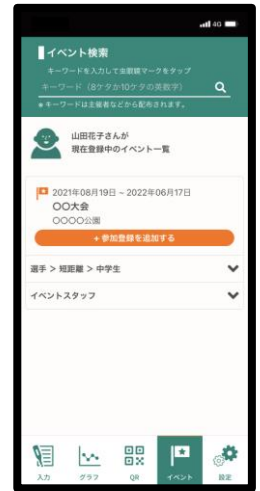 4G
イベント検索
キーワードを入力して虫眼鏡マークをタップ
キーワード（8ケタか10ケタの英数字）
※キーワードは主催者などから配布されます。
山田花子さんが
現在登録中のイベント一覧
2021年08月19日 ~ 2022年06月17日
〇〇大会
〇〇〇〇公園
+ 参加登録を追加する
選手 > 短距離 > 中学生
イベントスタッフ
入力 グラフ QR イベント 設定